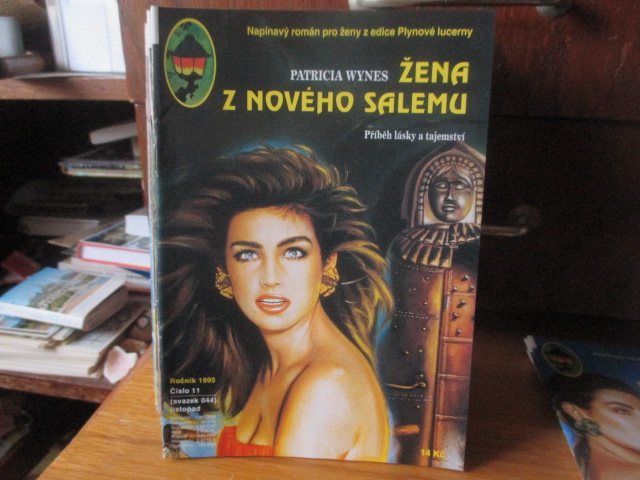 Napínavý román pro ženy z edice Plynové lucerny
PATRICIA WYNES ŽENA
Z NOVÉHO SALEMU
Příběh lásky a tajemství
Ročník 1995
Číslo 11
(svazek 044)
listopad
14 Kč